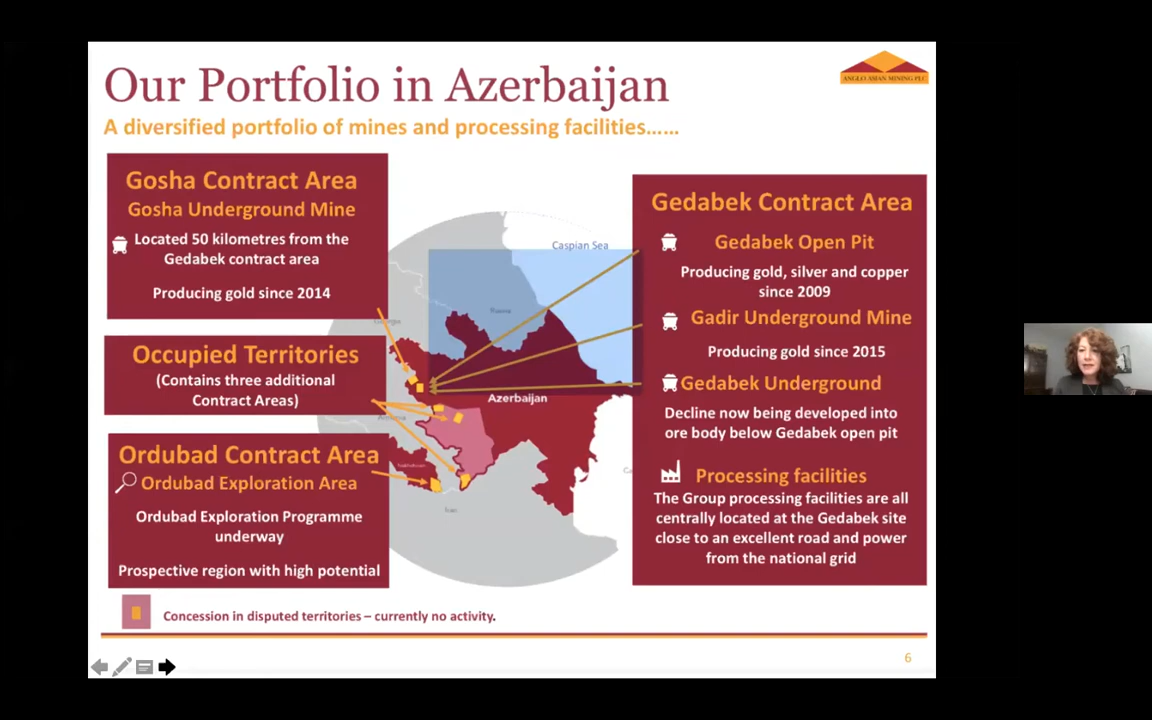 Our Portfolio in Azerbaijan
ANGLO ASIAN MINING PLC
A diversified portfolio of mines and processing facilities......
Gosha Contract Area
Gosha Underground Mine
Located 50 kilometres from the
Gedabek contract area
Producing gold since 2014
Occupied Territories
(Contains three additional
Contract Areas)
Ordubad Contract Area
Ordubad Exploration Area
Ordubad Exploration Programme
underway
Prospective region with high potential
Caspian Sea
Russia
Georgia
Azerbaijan
Armenia
Iran
Gedabek Contract Area
Gedabek Open Pit
Producing gold, silver and copper
since 2009
Gadir Underground Mine
Producing gold since 2015
Gedabek Underground
Decline now being developed into
ore body below Gedabek open pit
Processing facilities
The Group processing facilities are all
centrally located at the Gedabek site
close to an excellent road and power
from the national grid
Concession in disputed territories – currently no activity.
6